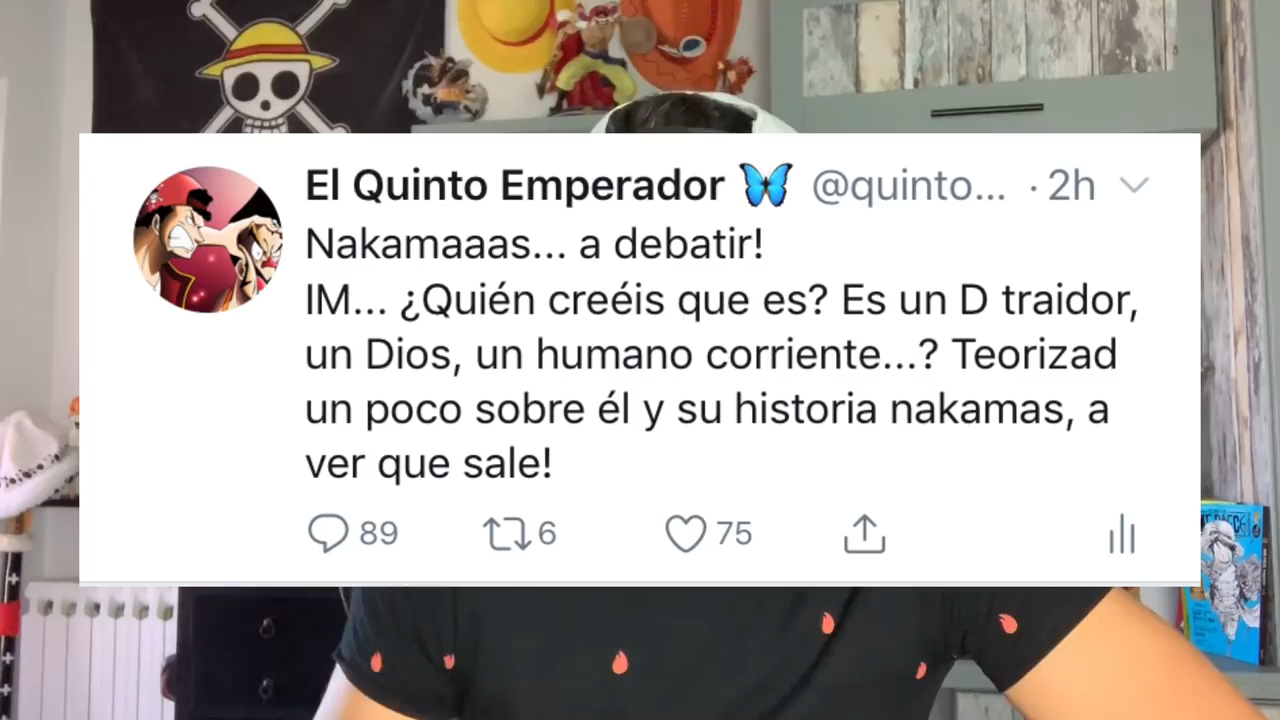 El Quinto Emperador 🦋 @quinto... · 2h
Nakamaaas... a debatir!
IM... ¿Quién creéis que es? Es un D traidor,
un Dios, un humano corriente...? Teorizad
un poco sobre él y su historia nakamas, a
ver que sale!
89 6 75